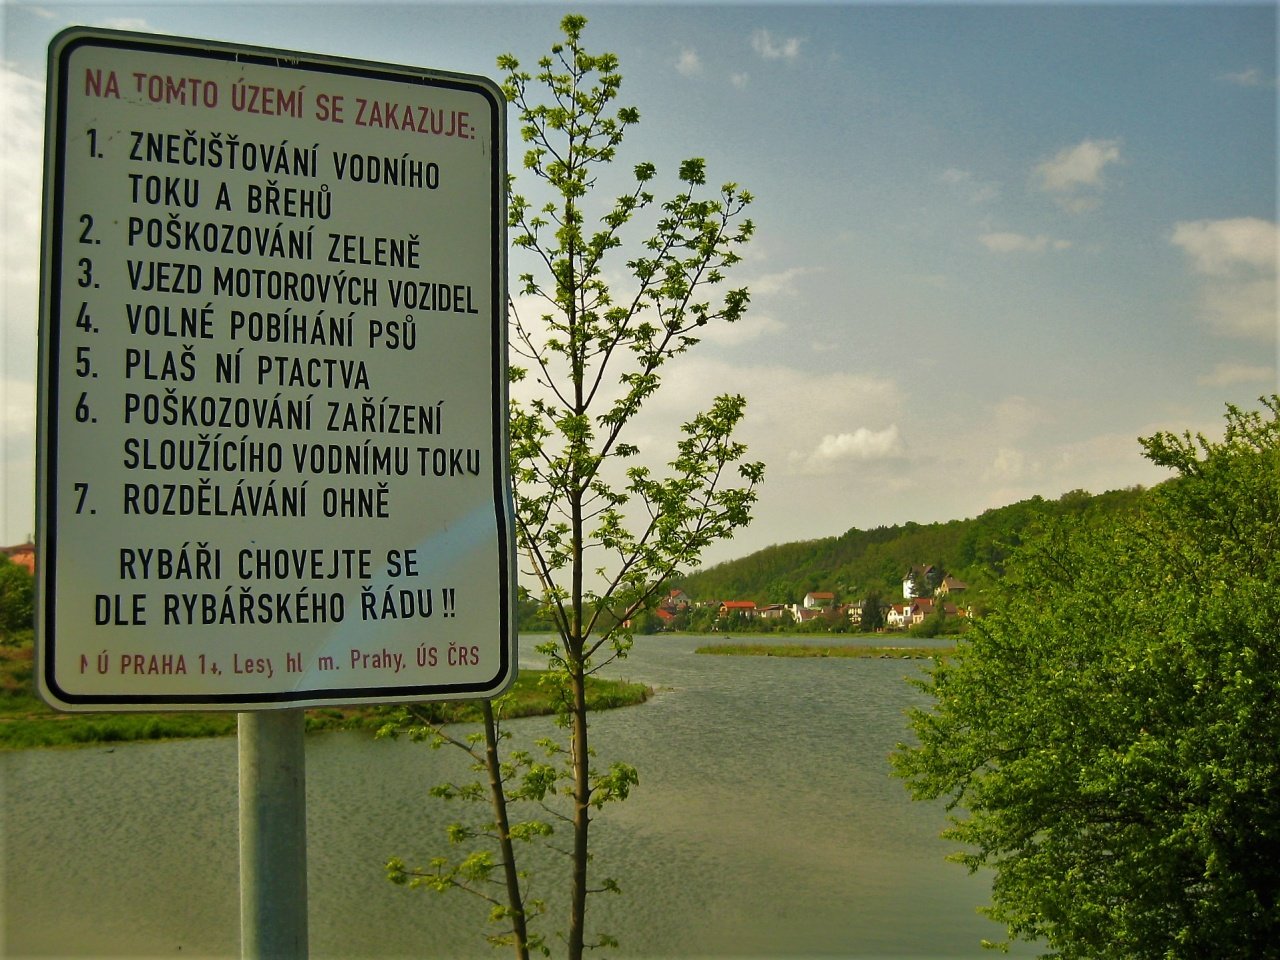 NA TOMTO ÚZEMÍ SE ZAKAZUJE:
1. ZNEČIŠŤOVÁNÍ VODNÍHO
TOKU A BŘEHŮ
2. POŠKOZOVÁNÍ ZELENĚ
3. VJEZD MOTOROVÝCH VOZIDEL
4. VOLNÉ POBÍHÁNÍ PSŮ
5. PLAŠ NÍ PTACTVA
6. POŠKOZOVÁNÍ ZAŘÍZENÍ
SLOUŽÍCÍHO VODNÍMU TOKU
7. ROZDĚLÁVÁNÍ OHNĚ
RYBÁŘI CHOVEJTE SE
DLE RYBÁŘSKÉHO ŘÁDU !!
Ú PRAHA 14, Lesy hl. m. Prahy, ÚS ČRS